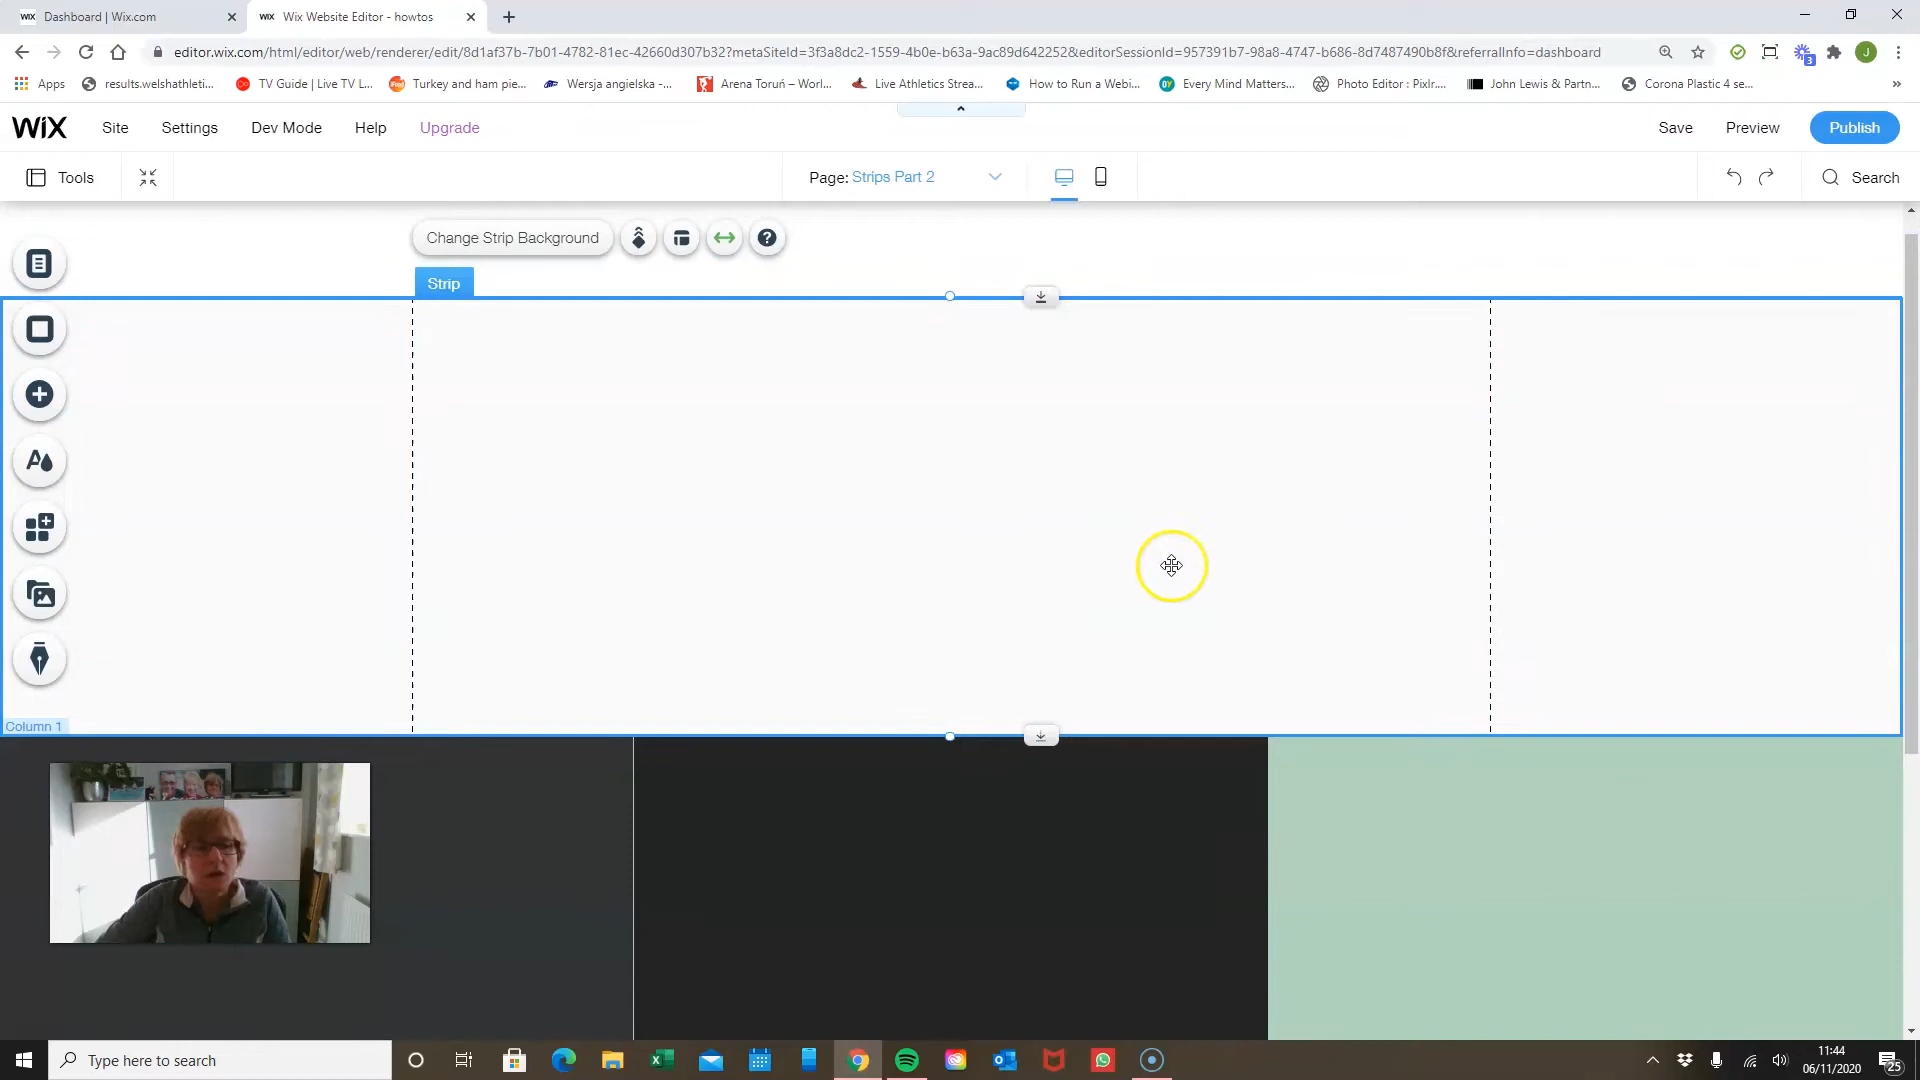 WiX Dashboard | Wix.com
WiX Wix Website Editor - howtos
editor.wix.com/html/editor/web/renderer/edit/8d1af37b-7b01-4782-81ec-42660d307b32?metaSiteId=3f3a8dc2-1559-4b0e-b63a-9ac89d642252&editorSessionId=957391b7-98a8-4747-b686-8d7487490b8f&referralInfo=dashboard
3
J
Apps
results.welshathleti...
TV Guide | Live TV L...
Turkey and ham pie...
Wersja angielska -...
Arena Toruń – Worl...
Live Athletics Strea...
How to Run a Webi...
Every Mind Matters...
Photo Editor : Pixlr....
John Lewis & Partn...
Corona Plastic 4 se...
»
WiX Site Settings Dev Mode Help Upgrade
Save Preview Publish
Tools
Page: Strips Part 2
Search
Change Strip Background
Strip
Column 1
Type here to search
11:44
06/11/2020
25